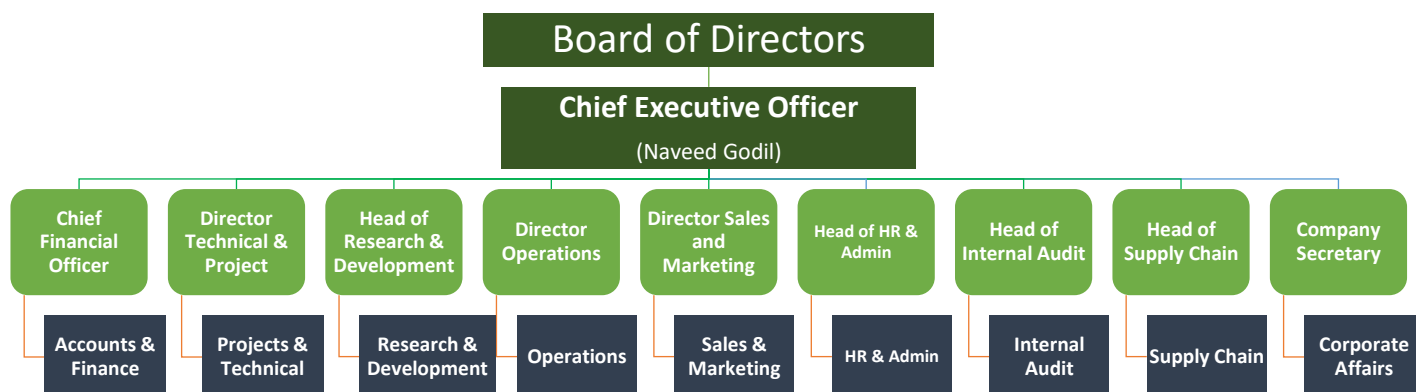 Board of Directors
Chief Executive Officer
(Naveed Godil)
Chief
Financial
Officer
Director
Technical &
Project
Head of
Research &
Development
Director
Operations
Director Sales
and
Marketing
Head of HR &
Admin
Head of
Internal Audit
Head of
Supply Chain
Company
Secretary
Accounts &
Finance
Projects &
Technical
Research &
Development
Operations
Sales &
Marketing
HR & Admin
Internal
Audit
Supply Chain
Corporate
Affairs